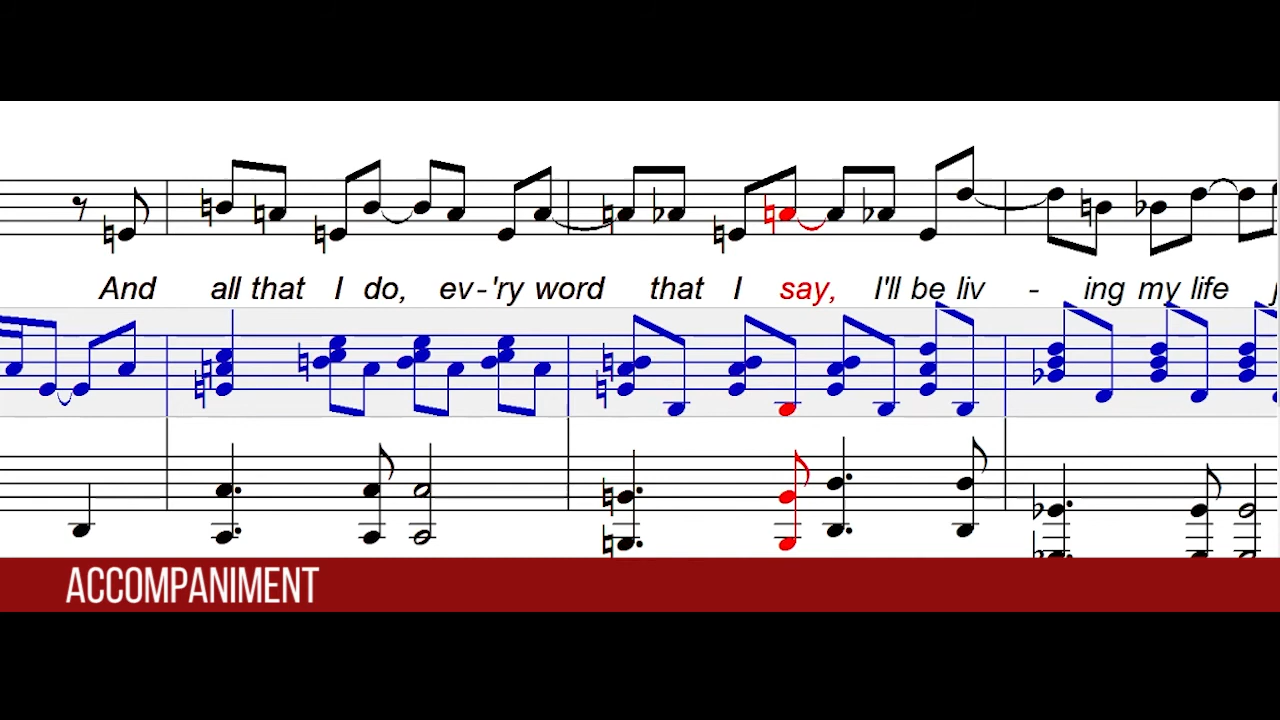 And all that I do, ev-'ry word that I say, I'll be liv - ing my life
ACCOMPANIMENT